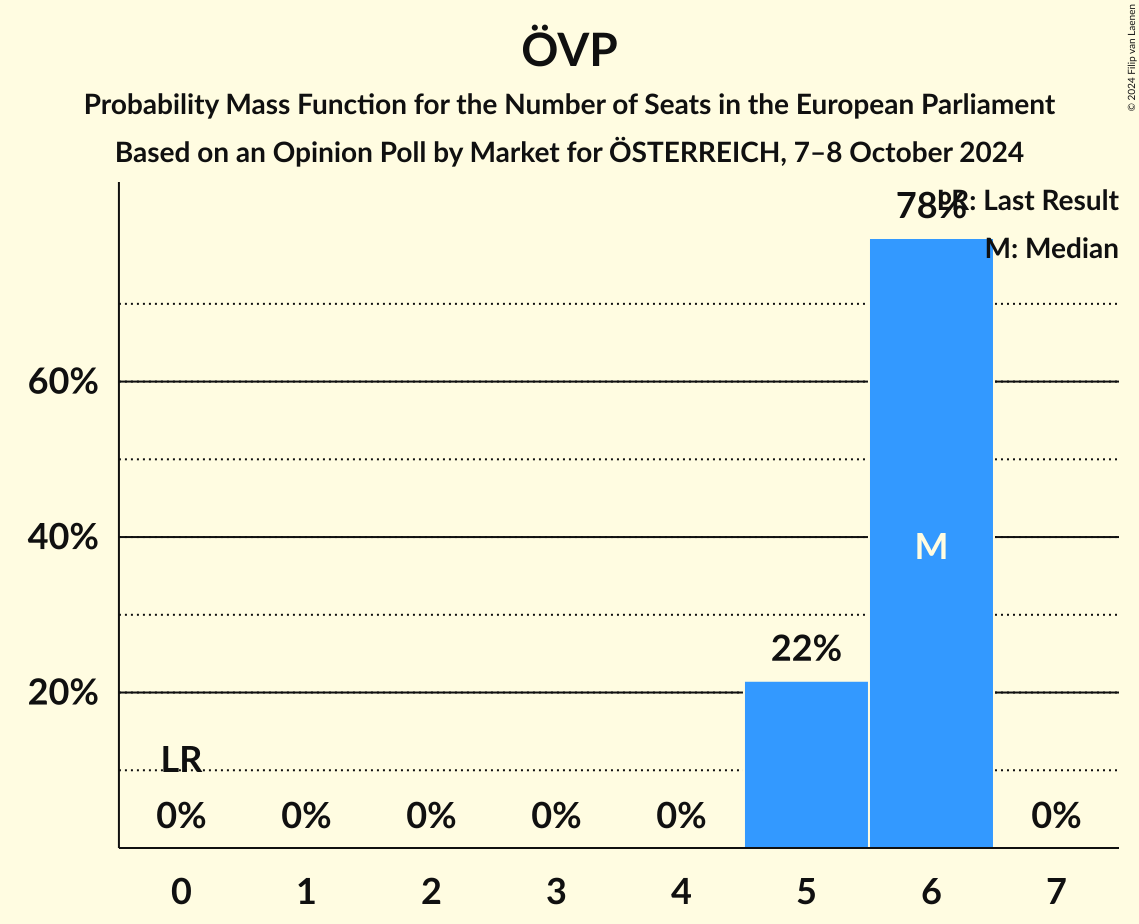 ÖVP
Probability Mass Function for the Number of Seats in the European Parliament
Based on an Opinion Poll by Market for ÖSTERREICH, 7–8 October 2024
© 2024 Filip van Laenen
LR: Last Result
M: Median
78%
60%
40%
20%
M
22%
LR
0% 0% 0% 0% 0% 0%
0 1 2 3 4 5 6 7